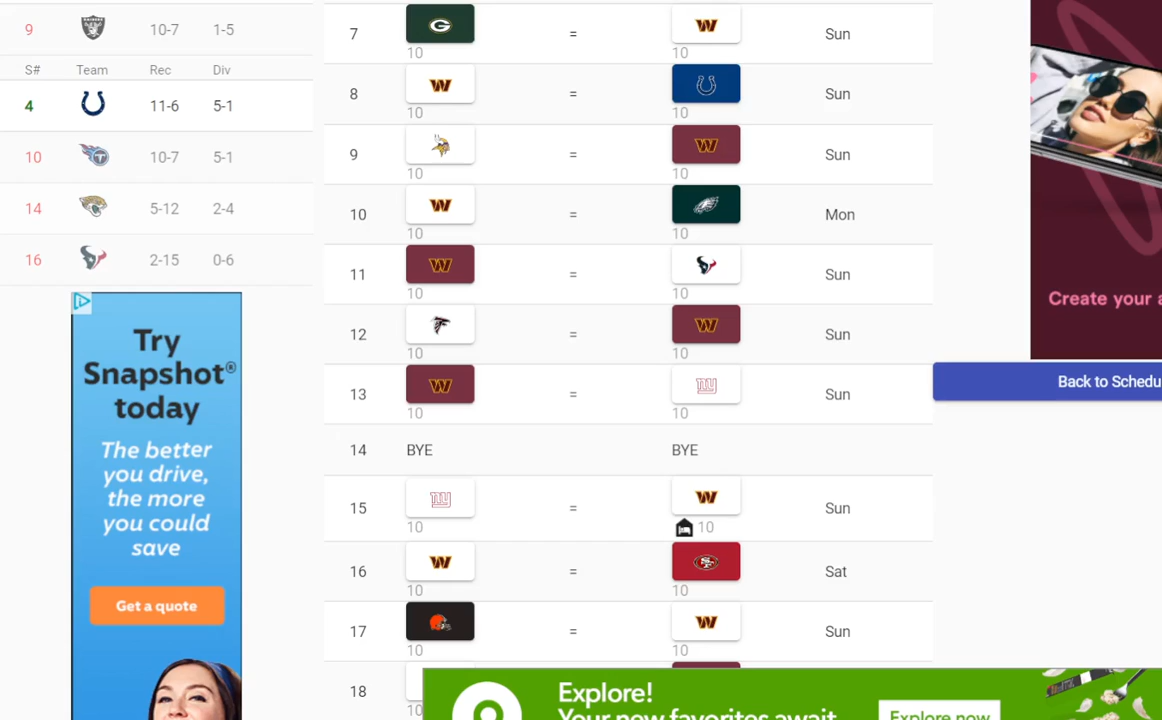 9 10-7 1-5
S# Team Rec Div
4 11-6 5-1
10 10-7 5-1
14 5-12 2-4
16 2-15 0-6
Try
Snapshot®
today
The better
you drive,
the more
you could
save
Get a quote
7 G = W Sun
10 10
8 W = Sun
10 10
9 = W Sun
10 10
10 W = Mon
10 10
11 W = Sun
10 10
12 = W Sun
10 10
13 W = ny Sun
10 10
14 BYE BYE
15 ny = W Sun
10 10
16 W = SF Sat
10 10
17 = W Sun
10 10
18
10
Create your a
Back to Schedu
Explore!
Your new favorites await
Explore now